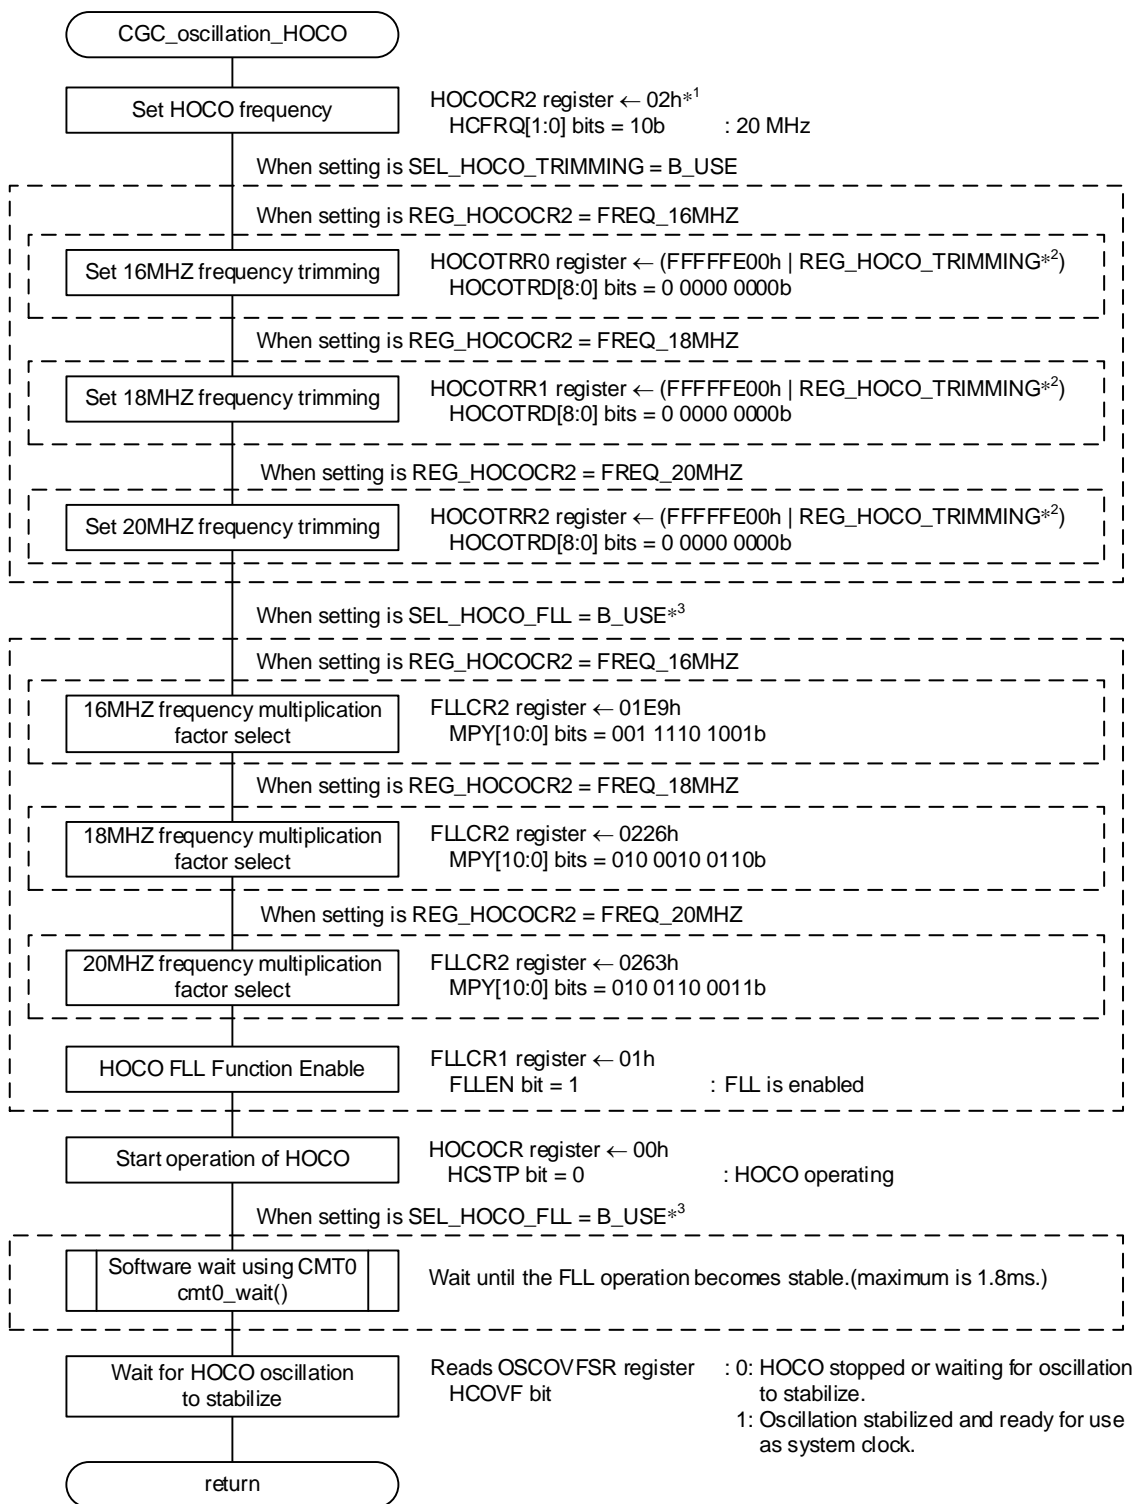 CGC_oscillation_HOCO
Set HOCO frequency
HOCOCR2 register ← 02h*1
HCFRQ[1:0] bits = 10b : 20 MHz
When setting is SEL_HOCO_TRIMMING = B_USE
When setting is REG_HOCOCR2 = FREQ_16MHZ
Set 16MHZ frequency trimming
HOCOTRR0 register ← (FFFFFE00h | REG_HOCO_TRIMMING*2)
HOCOTRD[8:0] bits = 0 0000 0000b
When setting is REG_HOCOCR2 = FREQ_18MHZ
Set 18MHZ frequency trimming
HOCOTRR1 register ← (FFFFFE00h | REG_HOCO_TRIMMING*2)
HOCOTRD[8:0] bits = 0 0000 0000b
When setting is REG_HOCOCR2 = FREQ_20MHZ
Set 20MHZ frequency trimming
HOCOTRR2 register ← (FFFFFE00h | REG_HOCO_TRIMMING*2)
HOCOTRD[8:0] bits = 0 0000 0000b
When setting is SEL_HOCO_FLL = B_USE*3
When setting is REG_HOCOCR2 = FREQ_16MHZ
16MHZ frequency multiplication
factor select
FLLCR2 register ← 01E9h
MPY[10:0] bits = 001 1110 1001b
When setting is REG_HOCOCR2 = FREQ_18MHZ
18MHZ frequency multiplication
factor select
FLLCR2 register ← 0226h
MPY[10:0] bits = 010 0010 0110b
When setting is REG_HOCOCR2 = FREQ_20MHZ
20MHZ frequency multiplication
factor select
FLLCR2 register ← 0263h
MPY[10:0] bits = 010 0110 0011b
HOCO FLL Function Enable
FLLCR1 register ← 01h
FLLEN bit = 1 : FLL is enabled
Start operation of HOCO
HOCOCR register ← 00h
HCSTP bit = 0 : HOCO operating
When setting is SEL_HOCO_FLL = B_USE*3
Software wait using CMT0
cmt0_wait()
Wait until the FLL operation becomes stable.(maximum is 1.8ms.)
Wait for HOCO oscillation
to stabilize
Reads OSCOVFSR register : 0: HOCO stopped or waiting for oscillation
HCOVF bit to stabilize.
1: Oscillation stabilized and ready for use
as system clock.
return